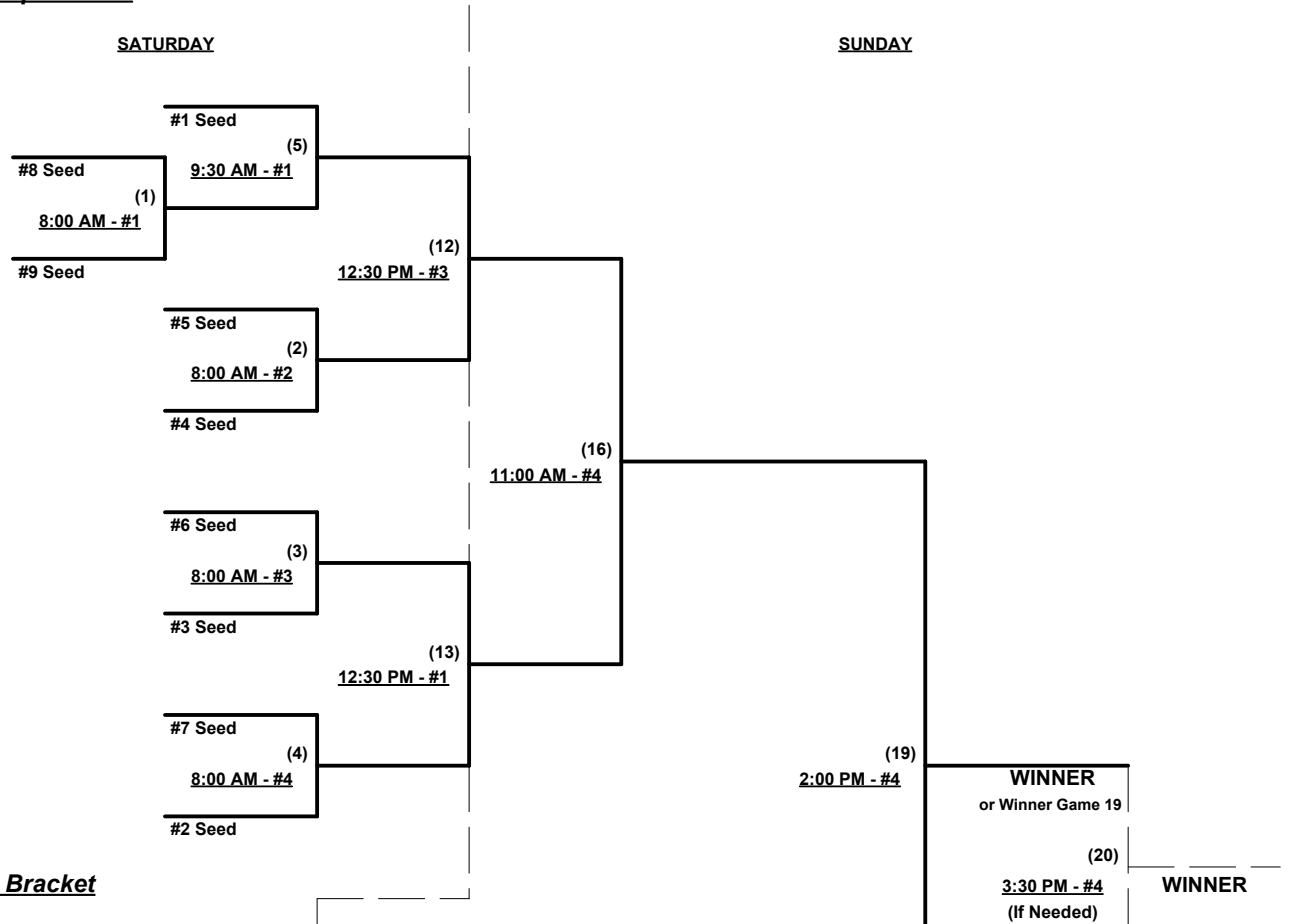 SATURDAY
SUNDAY
#1 Seed
(5)
9:30 AM - #1
#8 Seed
(1)
8:00 AM - #1
#9 Seed
(12)
12:30 PM - #3
#5 Seed
(2)
8:00 AM - #2
#4 Seed
(16)
11:00 AM - #4
#6 Seed
(3)
8:00 AM - #3
#3 Seed
(13)
12:30 PM - #1
#7 Seed
(4)
8:00 AM - #4
#2 Seed
(19)
2:00 PM - #4
WINNER
or Winner Game 19
(20)
3:30 PM - #4
(If Needed)
WINNER
Bracket